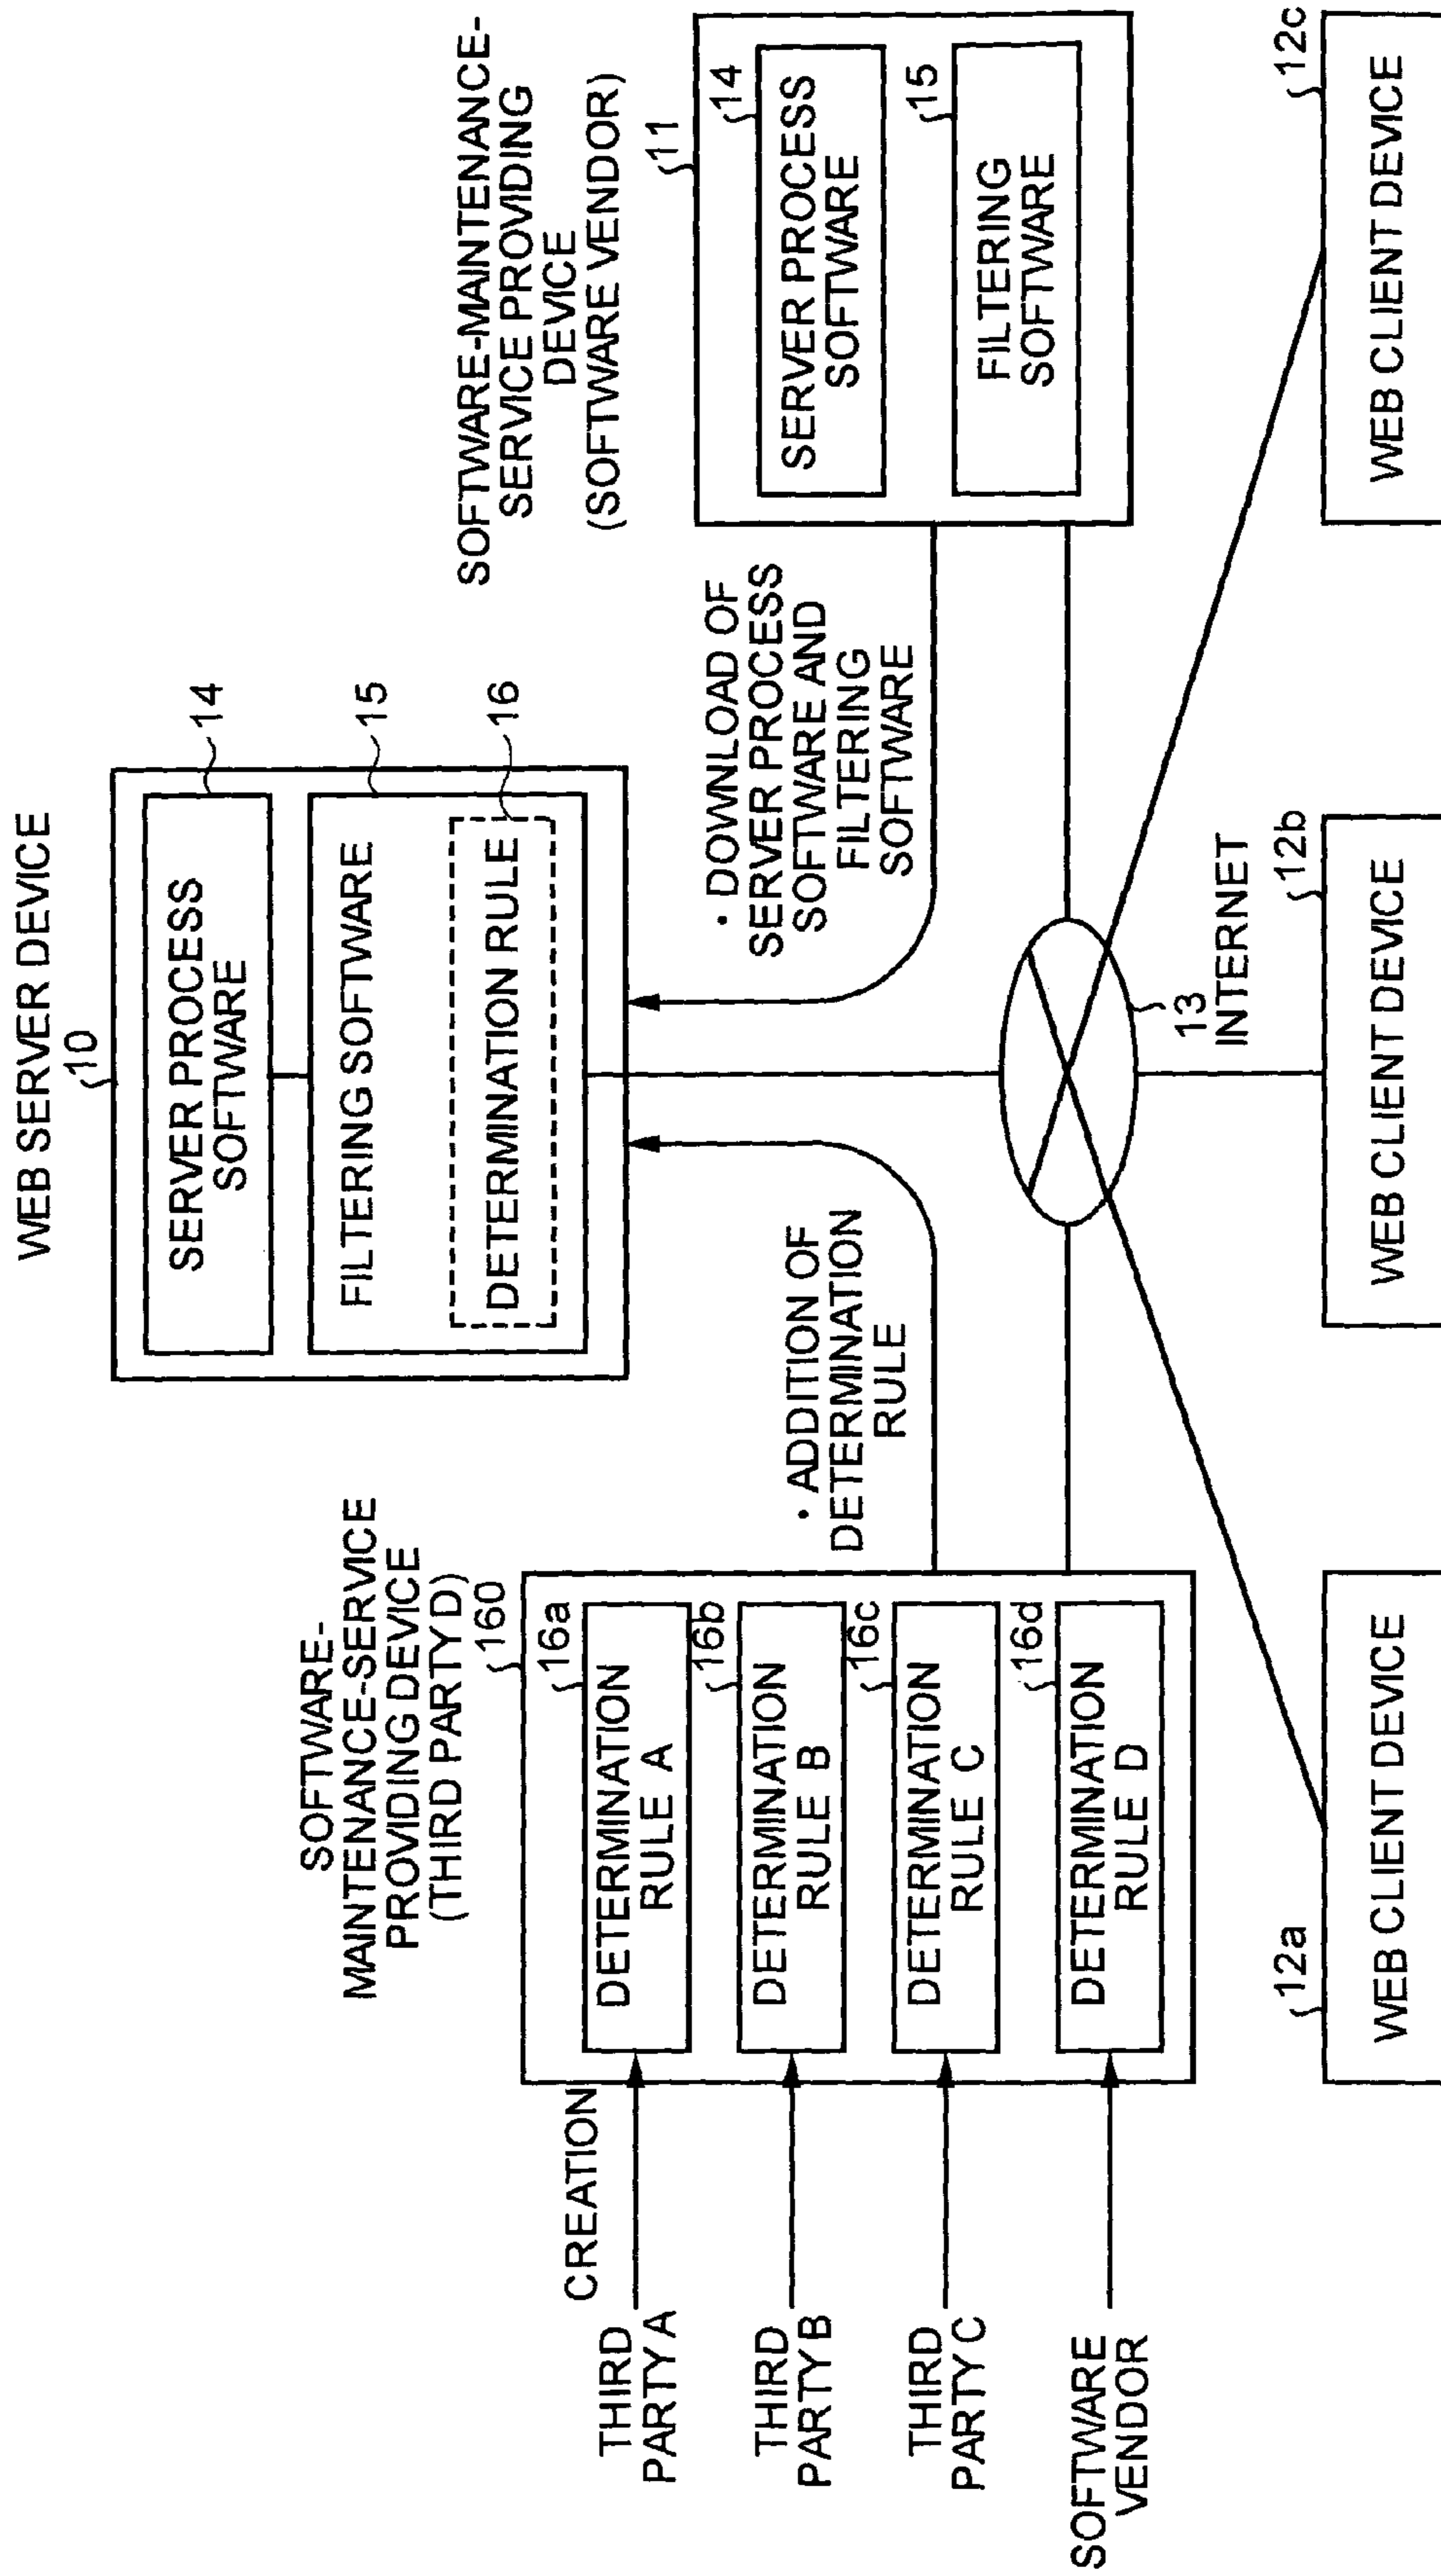 WEB SERVER DEVICE
10
SERVER PROCESS
SOFTWARE
14
FILTERING SOFTWARE
15
DETERMINATION RULE
16
SOFTWARE-
MAINTENANCE-SERVICE
PROVIDING DEVICE
(THIRD PARTY D)
160
16a
DETERMINATION
RULE A
16b
DETERMINATION
RULE B
16c
DETERMINATION
RULE C
16d
DETERMINATION
RULE D
CREATION
THIRD
PARTY A
THIRD
PARTY B
THIRD
PARTY C
SOFTWARE
VENDOR
• ADDITION OF
DETERMINATION
RULE
• DOWNLOAD OF
SERVER PROCESS
SOFTWARE AND
FILTERING
SOFTWARE
SOFTWARE-MAINTENANCE-
SERVICE PROVIDING
DEVICE
(SOFTWARE VENDOR)
11
14
SERVER PROCESS
SOFTWARE
15
FILTERING
SOFTWARE
13
INTERNET
12a
WEB CLIENT DEVICE
12b
WEB CLIENT DEVICE
12c
WEB CLIENT DEVICE